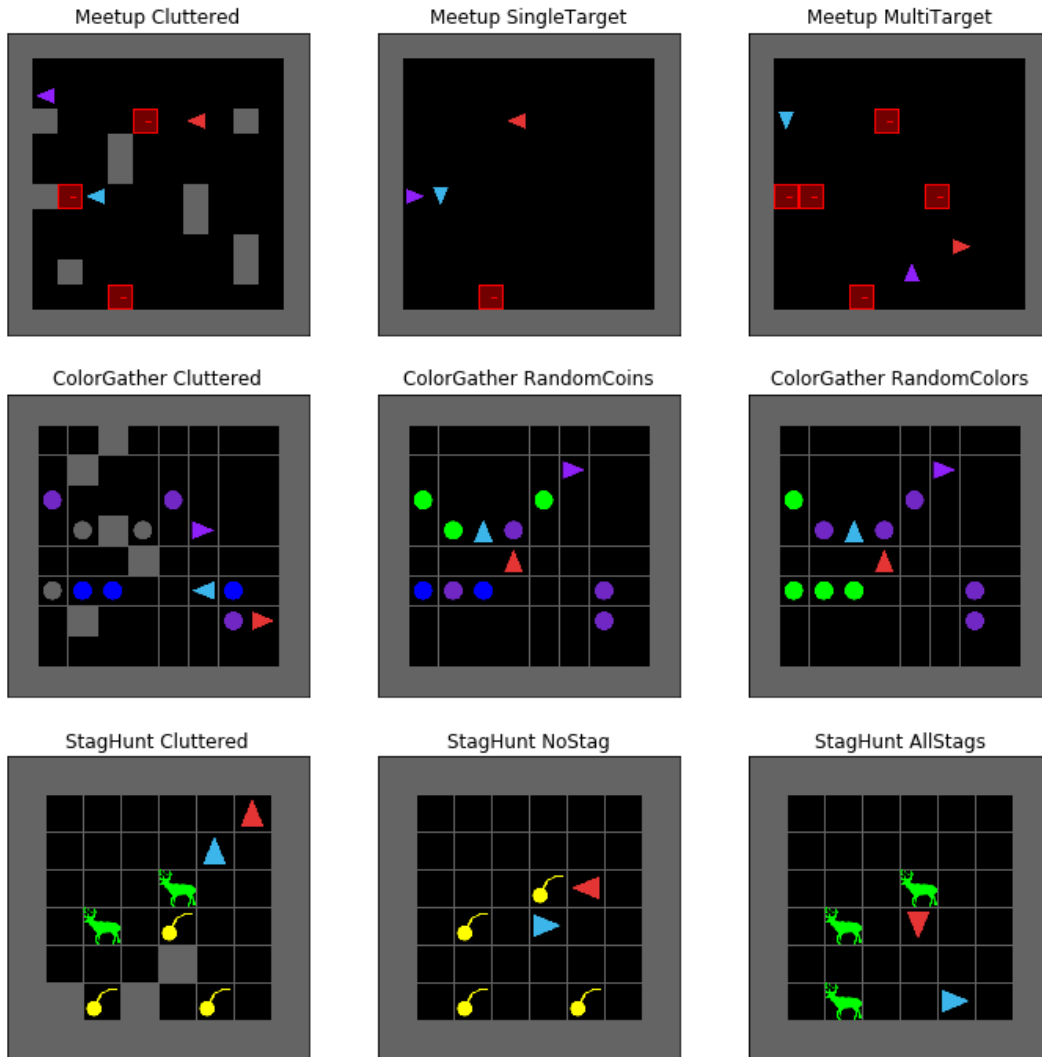 Meetup Cluttered
Meetup SingleTarget
Meetup MultiTarget
ColorGather Cluttered
ColorGather RandomCoins
ColorGather RandomColors
StagHunt Cluttered
StagHunt NoStag
StagHunt AllStags